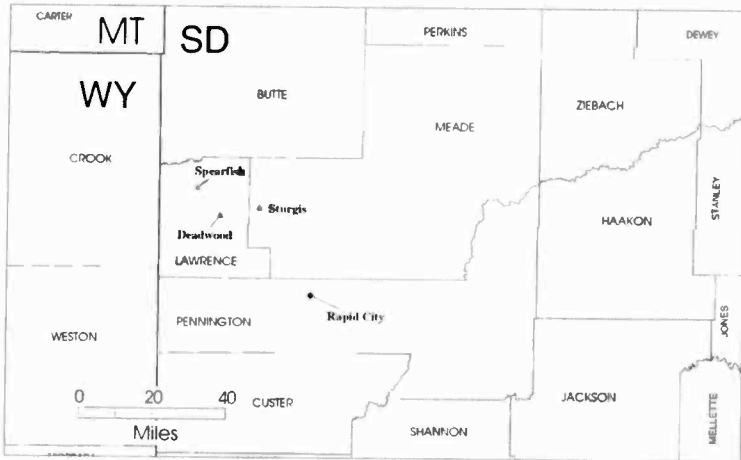 CARTER
MT
SD
PERKINS
DEWEY
WY
BUTTE
ZIEBACH
MEADE
CROOK
Spearfish
STANLEY
Sturgis
HAAKON
Deadwood
LAWRENCE
Rapid City
PENNINGTON
JONES
WESTON
0 20 40
Miles
CUSTER
JACKSON
MELLETTE
SHANNON